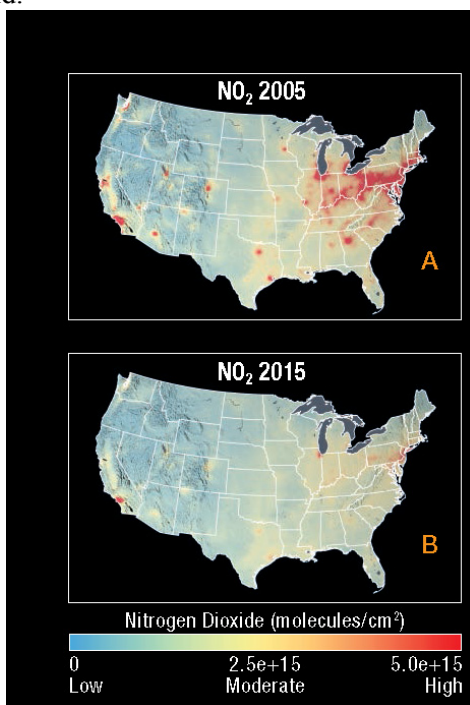 NO₂ 2005
A
NO₂ 2015
B
Nitrogen Dioxide (molecules/cm²)
0 2.5e+15 5.0e+15
Low Moderate High